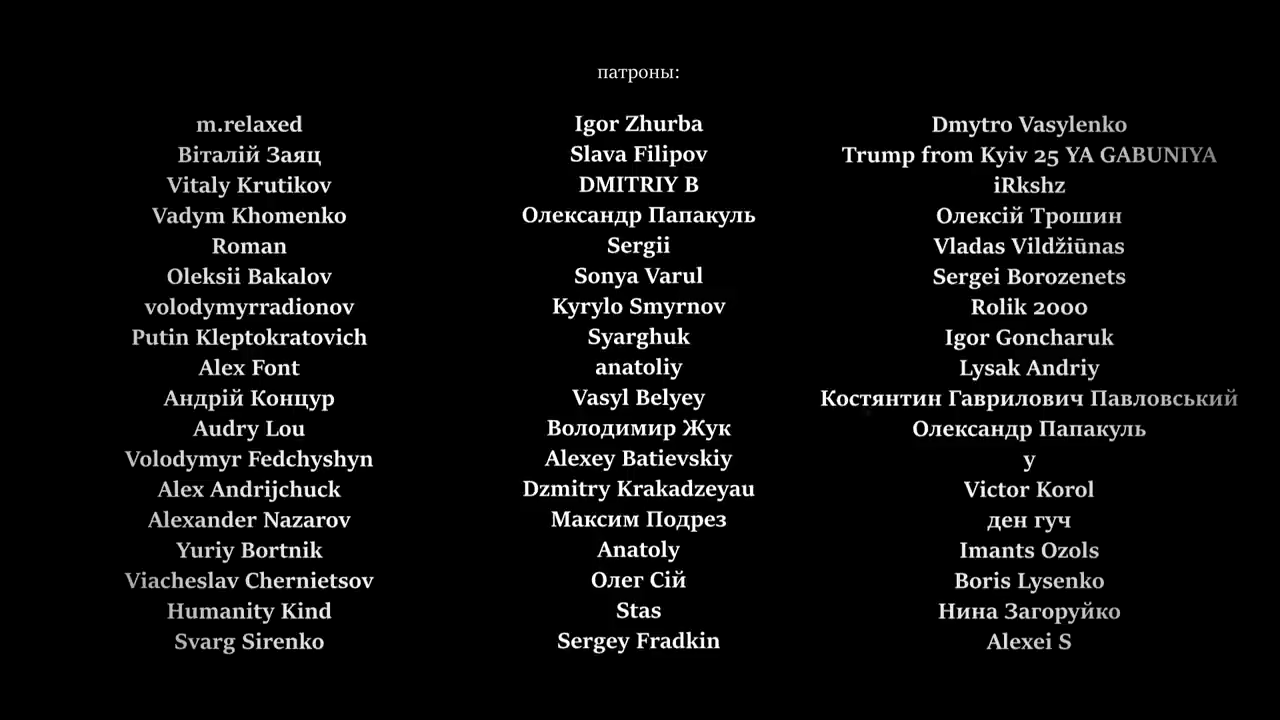 патроны:
m.relaxed
Віталій Заяц
Vitaly Krutikov
Vadym Khomenko
Roman
Oleksii Bakalov
volodymyrradionov
Putin Kleptokratovich
Alex Font
Андрій Концур
Audry Lou
Volodymyr Fedchyshyn
Alex Andrijchuck
Alexander Nazarov
Yuriy Bortnik
Viacheslav Chernietsov
Humanity Kind
Svarg Sirenko
Igor Zhurba
Slava Filipov
DMITRIY B
Олександр Папакуль
Sergii
Sonya Varul
Kyrylo Smyrnov
Syarghuk
anatoliy
Vasyl Belyey
Володимир Жук
Alexey Batievskiy
Dzmitry Krakadzeyau
Максим Подрез
Anatoly
Олег Сій
Stas
Sergey Fradkin
Dmytro Vasylenko
Trump from Kyiv 25 YA GABUNIYA
iRkshz
Олексій Трошин
Vladas Vildžiūnas
Sergei Borozenets
Rolik 2000
Igor Goncharuk
Lysak Andriy
Костянтин Гаврилович Павловський
Олександр Папакуль
y
Victor Korol
ден гуч
Imants Ozols
Boris Lysenko
Нина Загоруйко
Alexei S